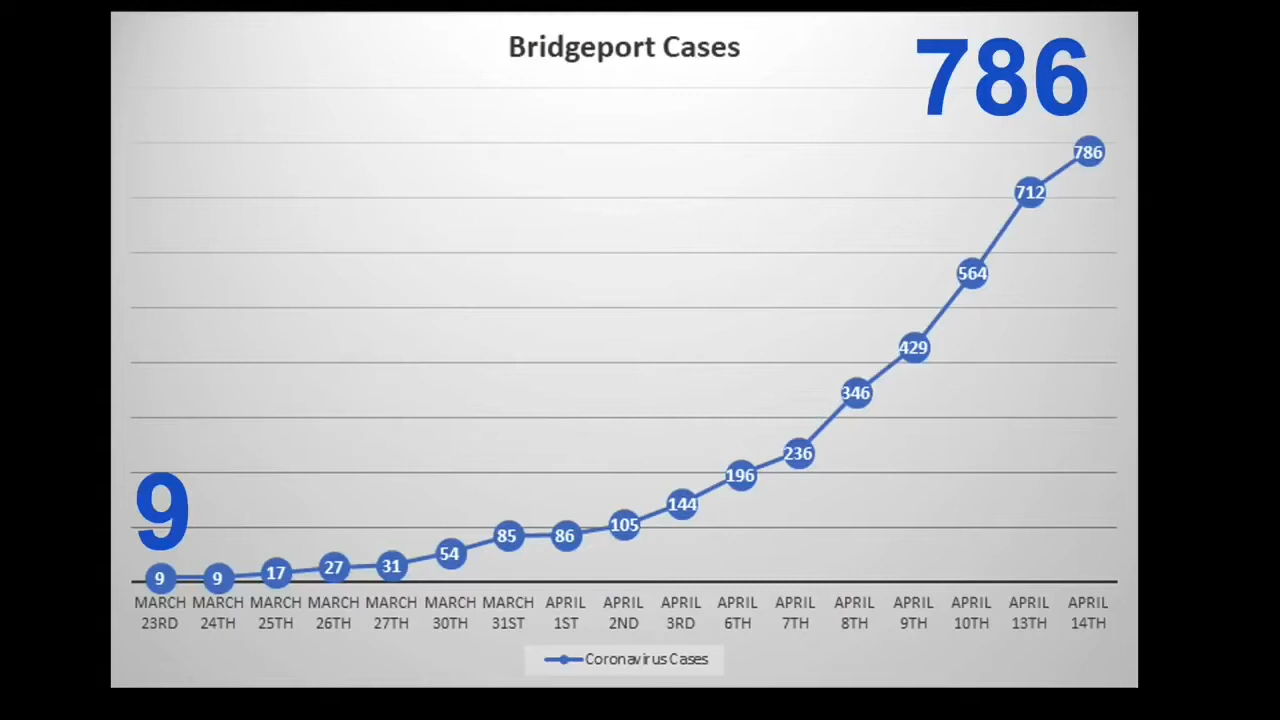 Bridgeport Cases
786
786
712
564
429
346
236
196
144
105
86
85
54
31
27
17
9
9
9
MARCH 23RD
MARCH 24TH
MARCH 25TH
MARCH 26TH
MARCH 27TH
MARCH 30TH
MARCH 31ST
APRIL 1ST
APRIL 2ND
APRIL 3RD
APRIL 6TH
APRIL 7TH
APRIL 8TH
APRIL 9TH
APRIL 10TH
APRIL 13TH
APRIL 14TH
Coronavirus Cases